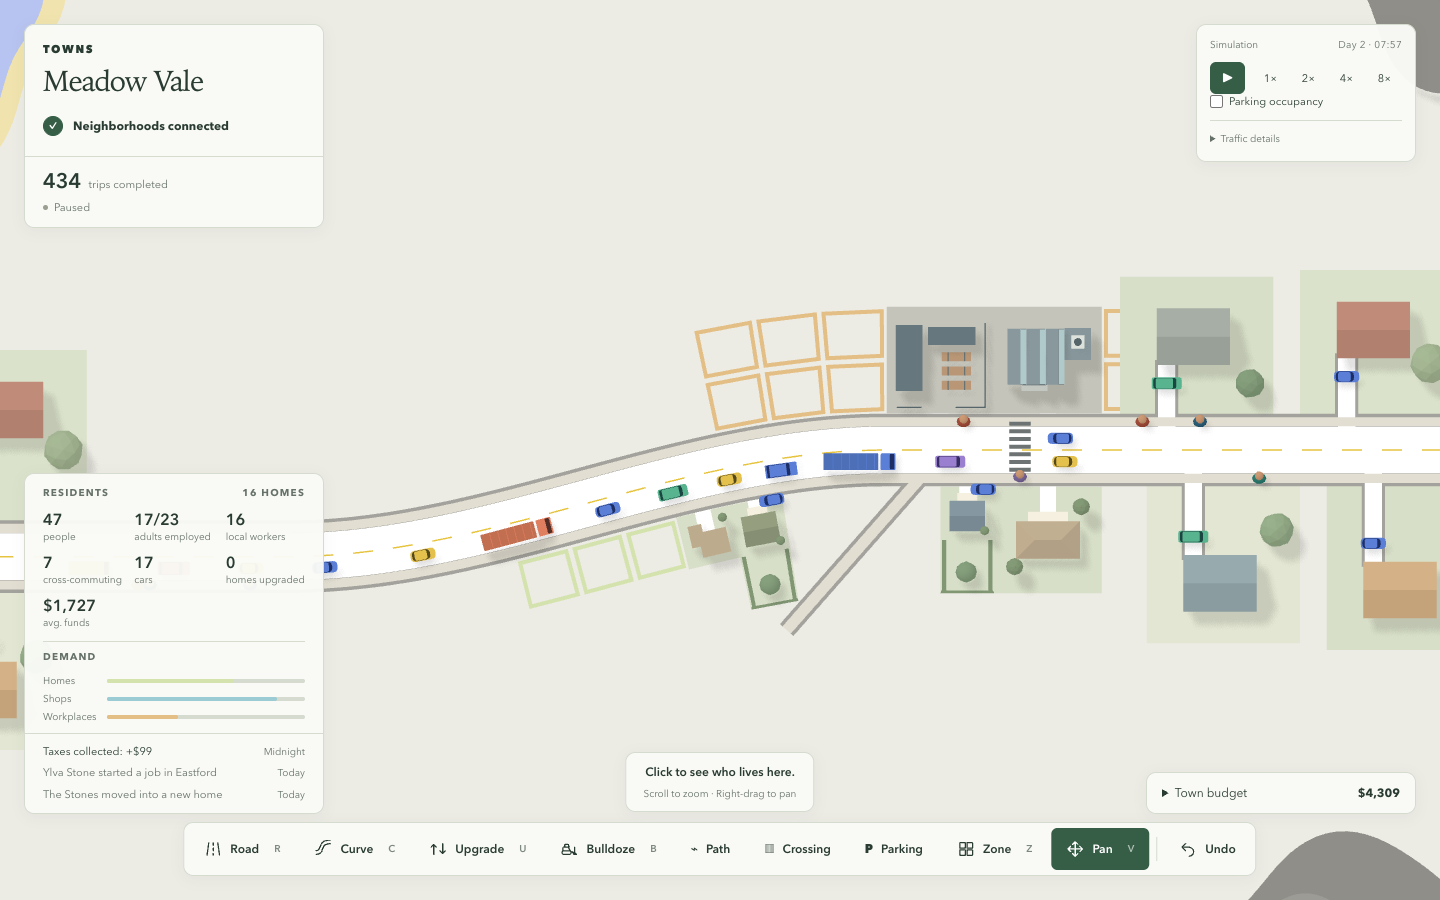 TOWNS
Meadow Vale
Neighborhoods connected
434 trips completed
Paused
Simulation Day 2 · 07:57
1× 2× 4× 8×
Parking occupancy
Traffic details
RESIDENTS 16 HOMES
47 17/23 16
people adults employed local workers
7 17 0
cross-commuting cars homes upgraded
$1,727
avg. funds
DEMAND
Homes
Shops
Workplaces
Taxes collected: +$99 Midnight
Ylva Stone started a job in Eastford Today
The Stones moved into a new home Today
Click to see who lives here.
Scroll to zoom · Right-drag to pan
Town budget $4,309
Road R Curve C Upgrade U Bulldoze B Path Crossing P Parking Zone Z Pan V Undo